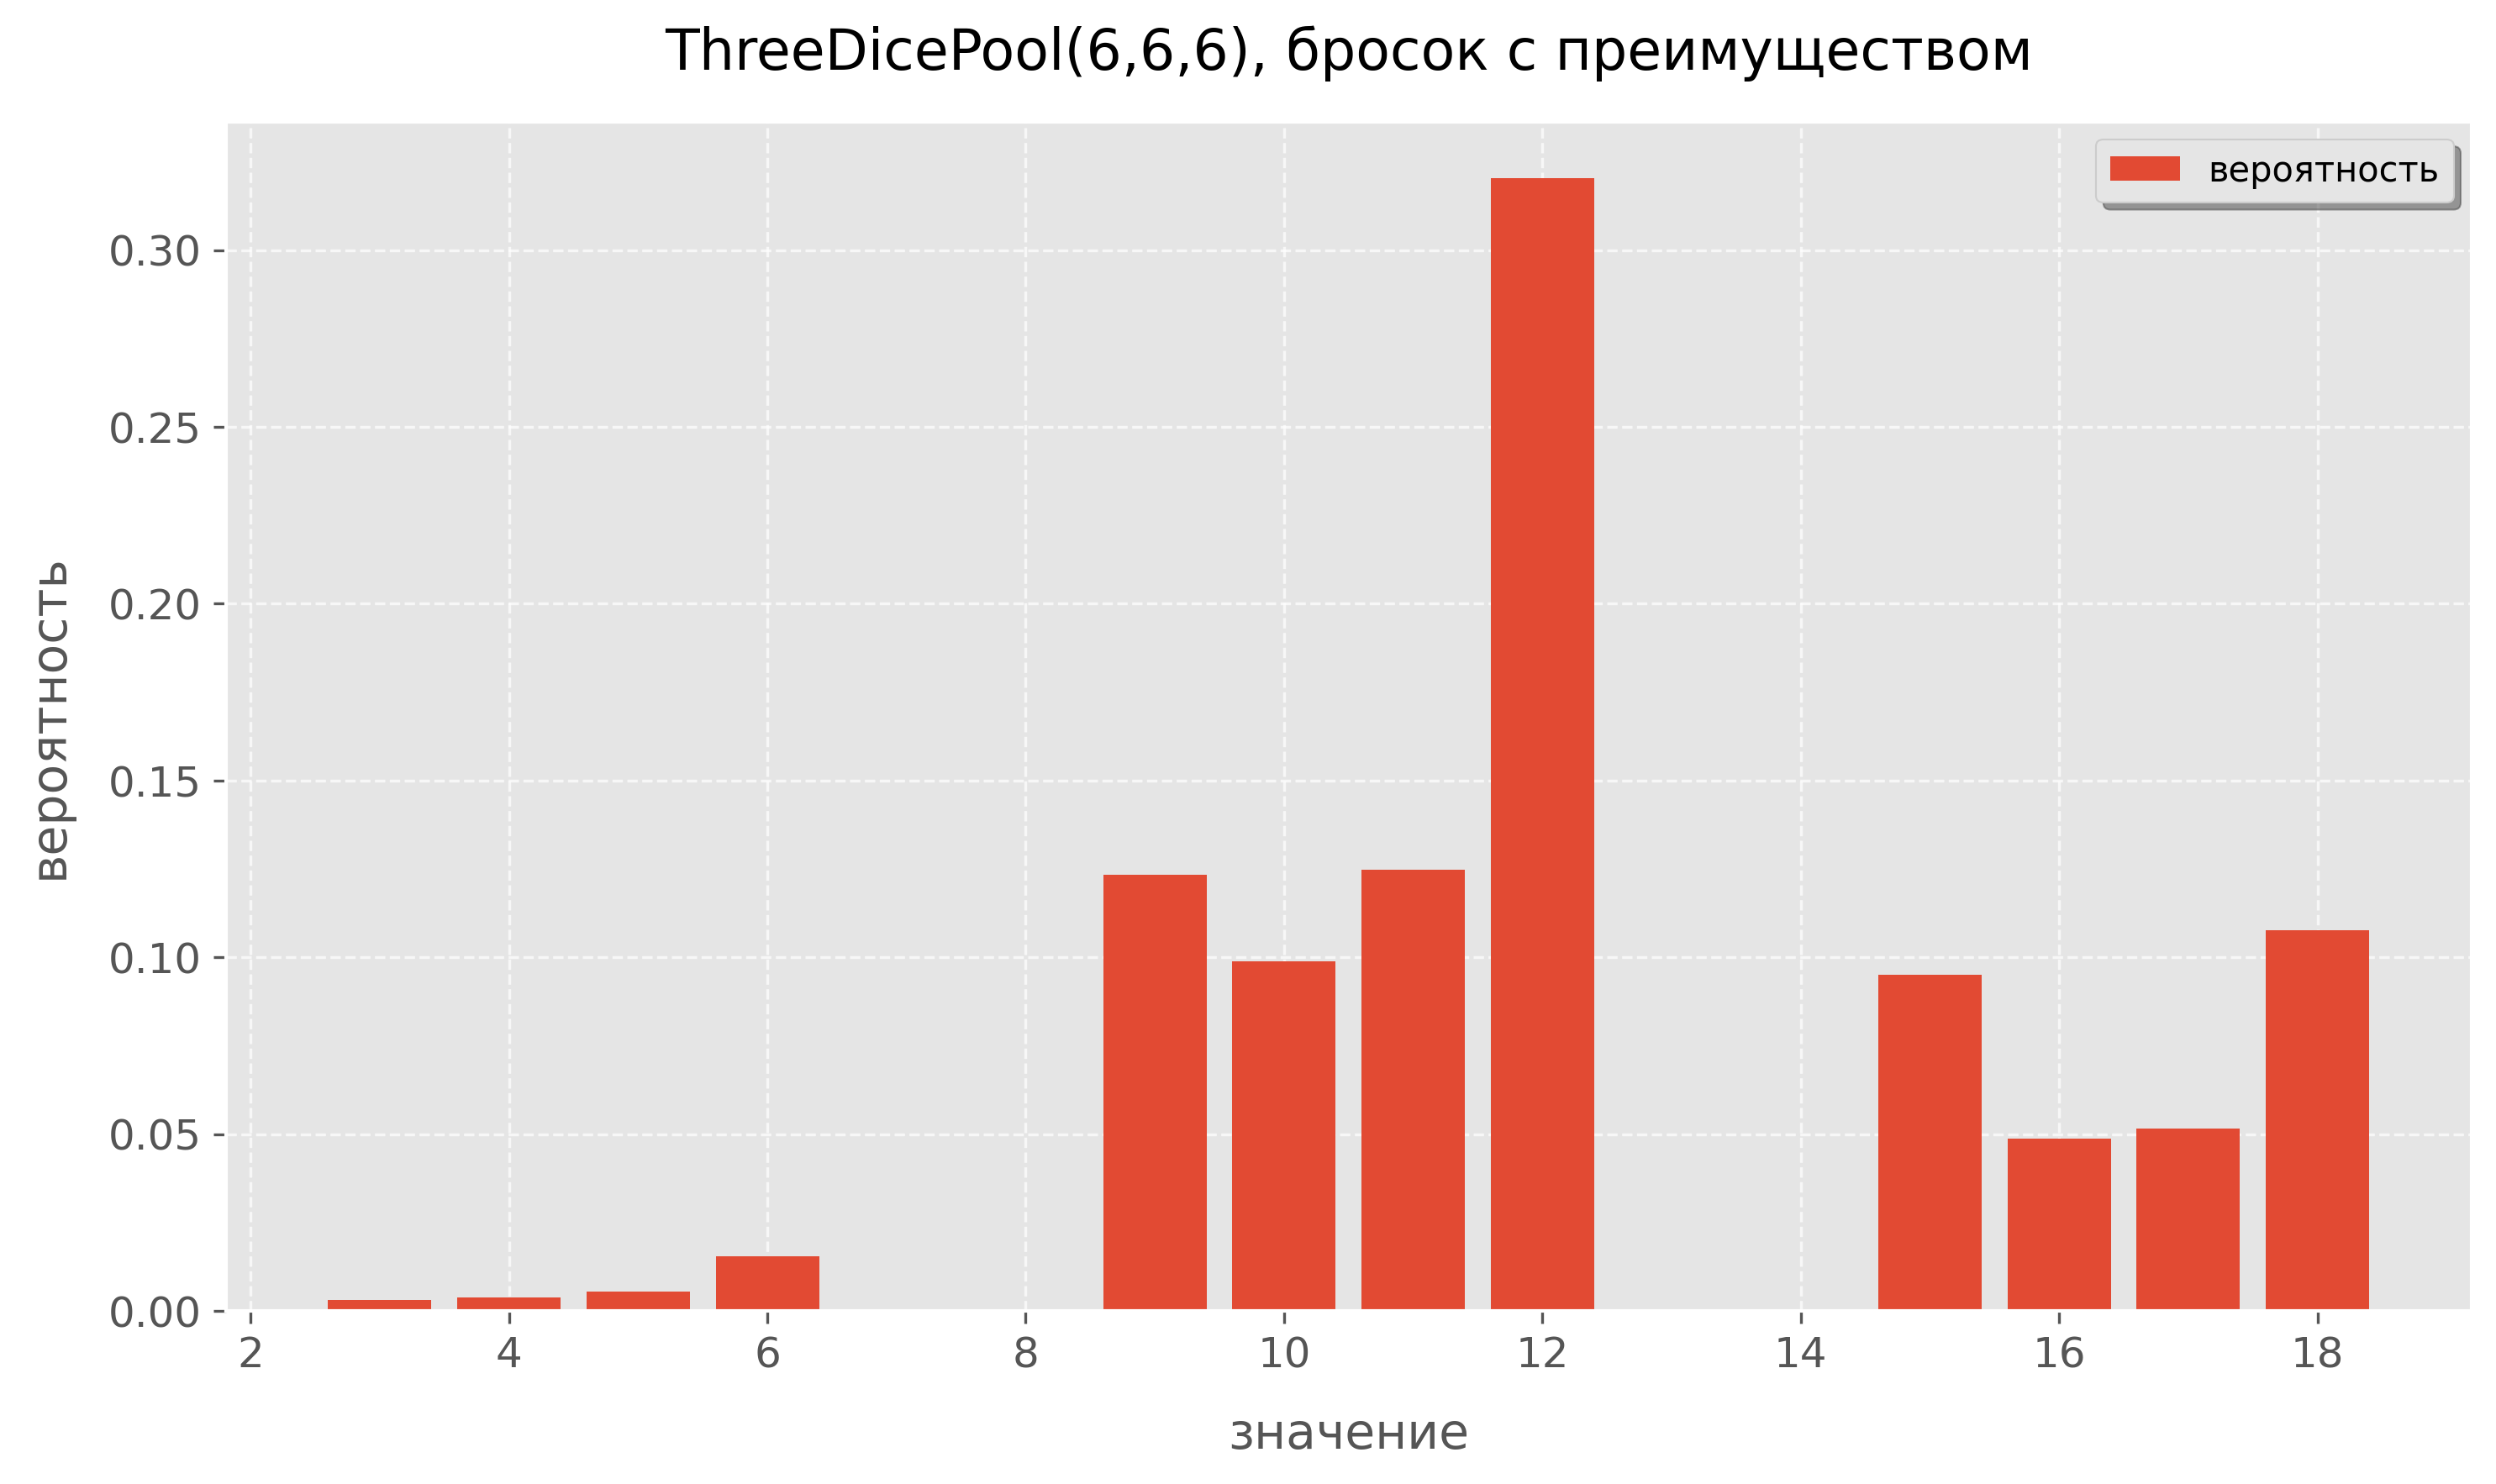 ThreeDicePool(6,6,6), бросок с преимуществом
вероятность
0.30
0.25
0.20
0.15
0.10
0.05
0.00
вероятность
2 4 6 8 10 12 14 16 18
значение